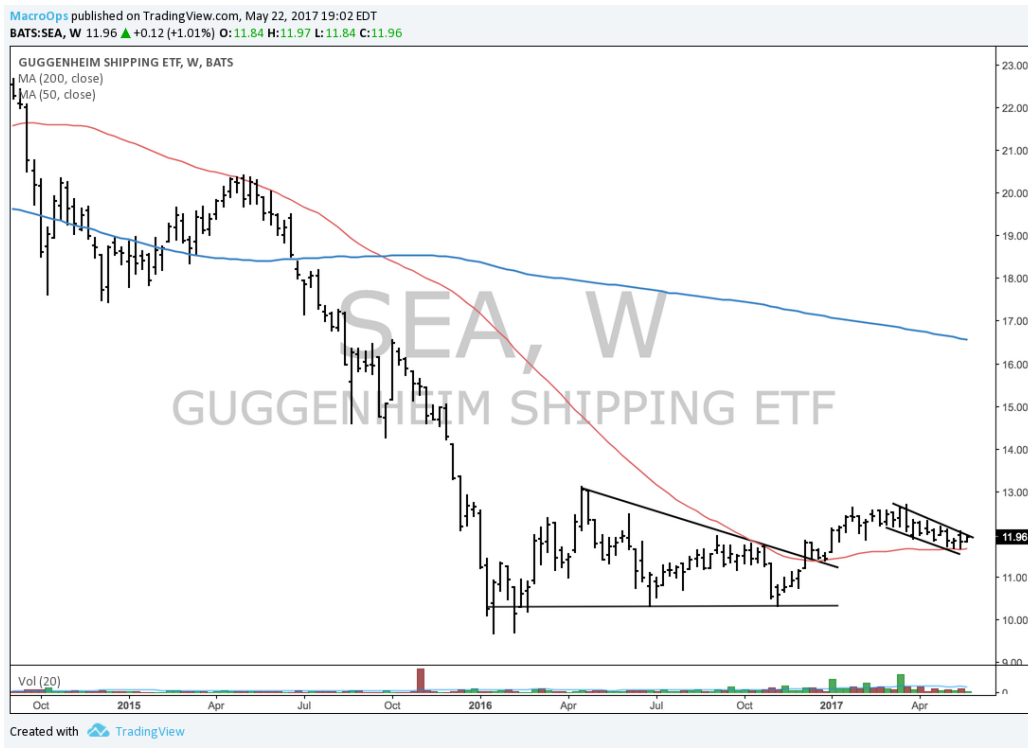 MacroOps published on TradingView.com, May 22, 2017 19:02 EDT
BATS:SEA, W 11.96 ▲ +0.12 (+1.01%) O:11.84 H:11.97 L:11.84 C:11.96
GUGGENHEIM SHIPPING ETF, W, BATS
MA (200, close)
MA (50, close)
23.00
22.00
21.00
20.00
19.00
18.00
17.00
16.00
15.00
14.00
13.00
11.96
11.00
10.00
9.00
SEA, W
GUGGENHEIM SHIPPING ETF
Vol (20)
0
Oct 2015 Apr Jul Oct 2016 Apr Jul Oct 2017 Apr
Created with TradingView